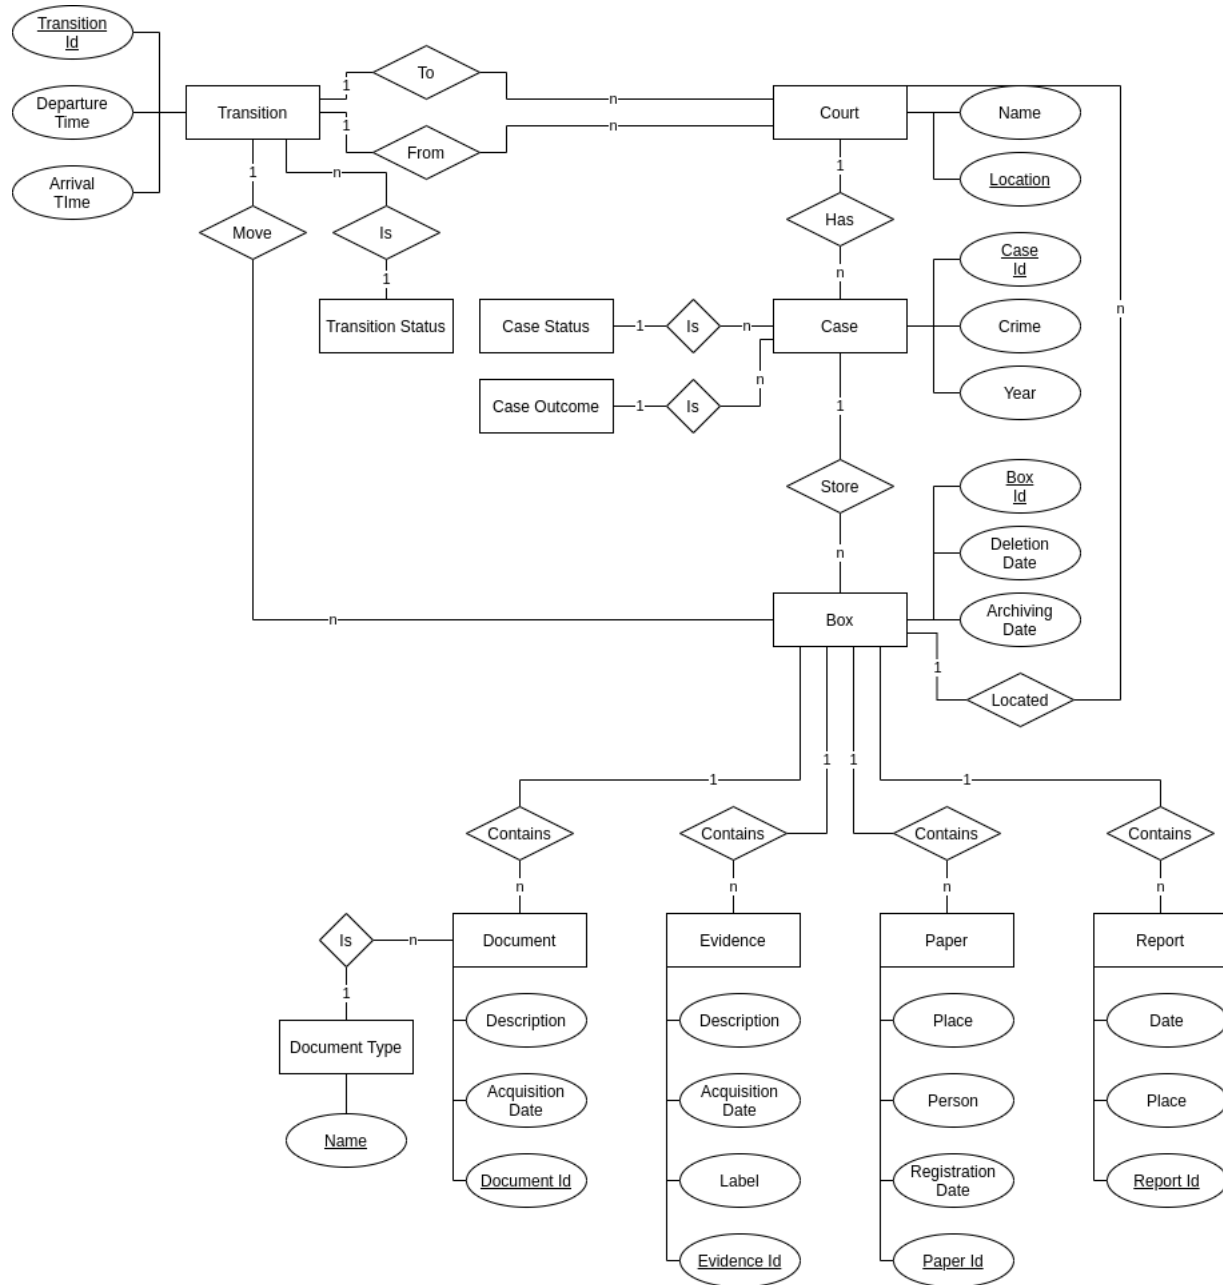 Transition
Id
To
Departure
Time
Transition
1
1
n
n
Court
Name
From
Arrival
TIme
1
n
1
Location
Move
Is
Has
Case
Id
1
n
n
Transition Status
Case Status
1
Is
n
Case
Crime
n
Case Outcome
1
Is
1
Year
Store
Box
Id
n
Deletion
Date
n
Box
Archiving
Date
1
Located
1
1
1
1
Contains
Contains
Contains
Contains
n
n
n
n
Is
n
Document
Evidence
Paper
Report
1
Document Type
Description
Description
Place
Date
Acquisition
Date
Acquisition
Date
Person
Place
Name
Document Id
Label
Registration
Date
Report Id
Evidence Id
Paper Id